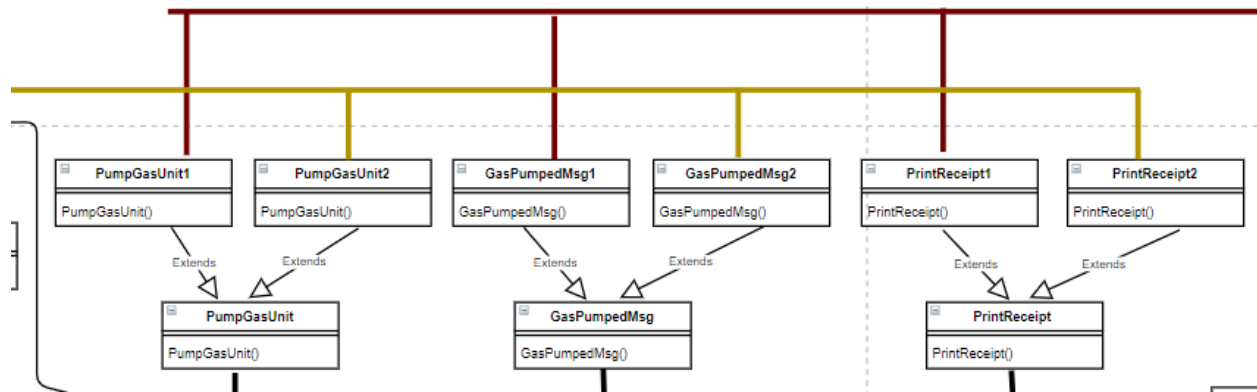 PumpGasUnit1
PumpGasUnit2
GasPumpedMsg1
GasPumpedMsg2
PrintReceipt1
PrintReceipt2
PumpGasUnit()
PumpGasUnit()
GasPumpedMsg()
GasPumpedMsg()
PrintReceipt()
PrintReceipt()
Extends
Extends
Extends
Extends
Extends
Extends
PumpGasUnit
GasPumpedMsg
PrintReceipt
PumpGasUnit()
GasPumpedMsg()
PrintReceipt()